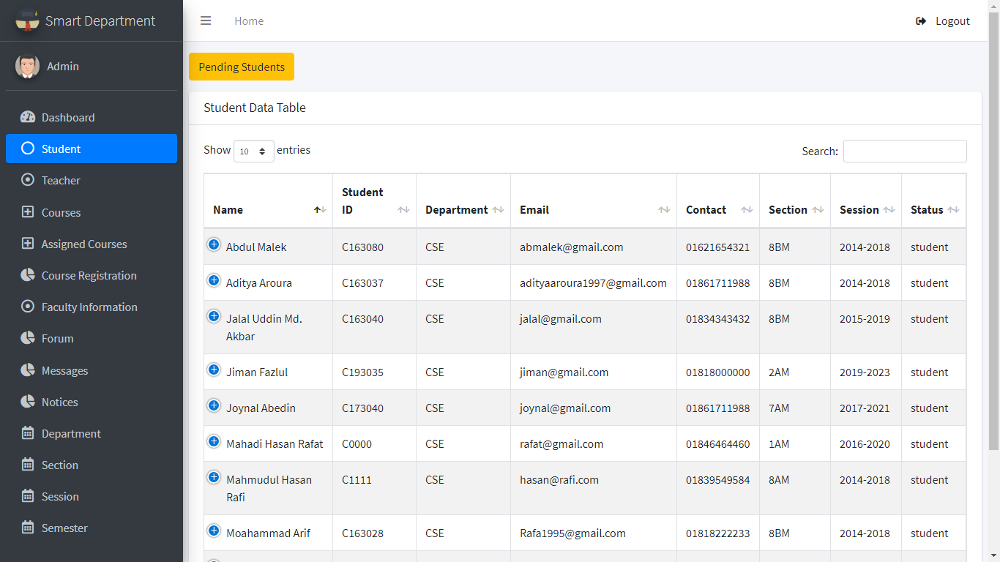 Smart Department
Home
Logout
Admin
Dashboard
Student
Teacher
Courses
Assigned Courses
Course Registration
Faculty Information
Forum
Messages
Notices
Department
Section
Session
Semester
Pending Students
Student Data Table
Show 10 entries
Search:
Name Student ID Department Email Contact Section Session Status
Abdul Malek C163080 CSE abmalek@gmail.com 01621654321 8BM 2014-2018 student
Aditya Aroura C163037 CSE adityaaroura1997@gmail.com 01861711988 8BM 2014-2018 student
Jalal Uddin Md. Akbar C163040 CSE jalal@gmail.com 01834343432 8BM 2015-2019 student
Jiman Fazlul C193035 CSE jiman@gmail.com 01818000000 2AM 2019-2023 student
Joynal Abedin C173040 CSE joynal@gmail.com 01861711988 7AM 2017-2021 student
Mahadi Hasan Rafat C0000 CSE rafat@gmail.com 01846464460 1AM 2016-2020 student
Mahmudul Hasan Rafi C1111 CSE hasan@rafi.com 01839549584 8AM 2014-2018 student
Moahammad Arif C163028 CSE Rafa1995@gmail.com 01818222233 8BM 2014-2018 student